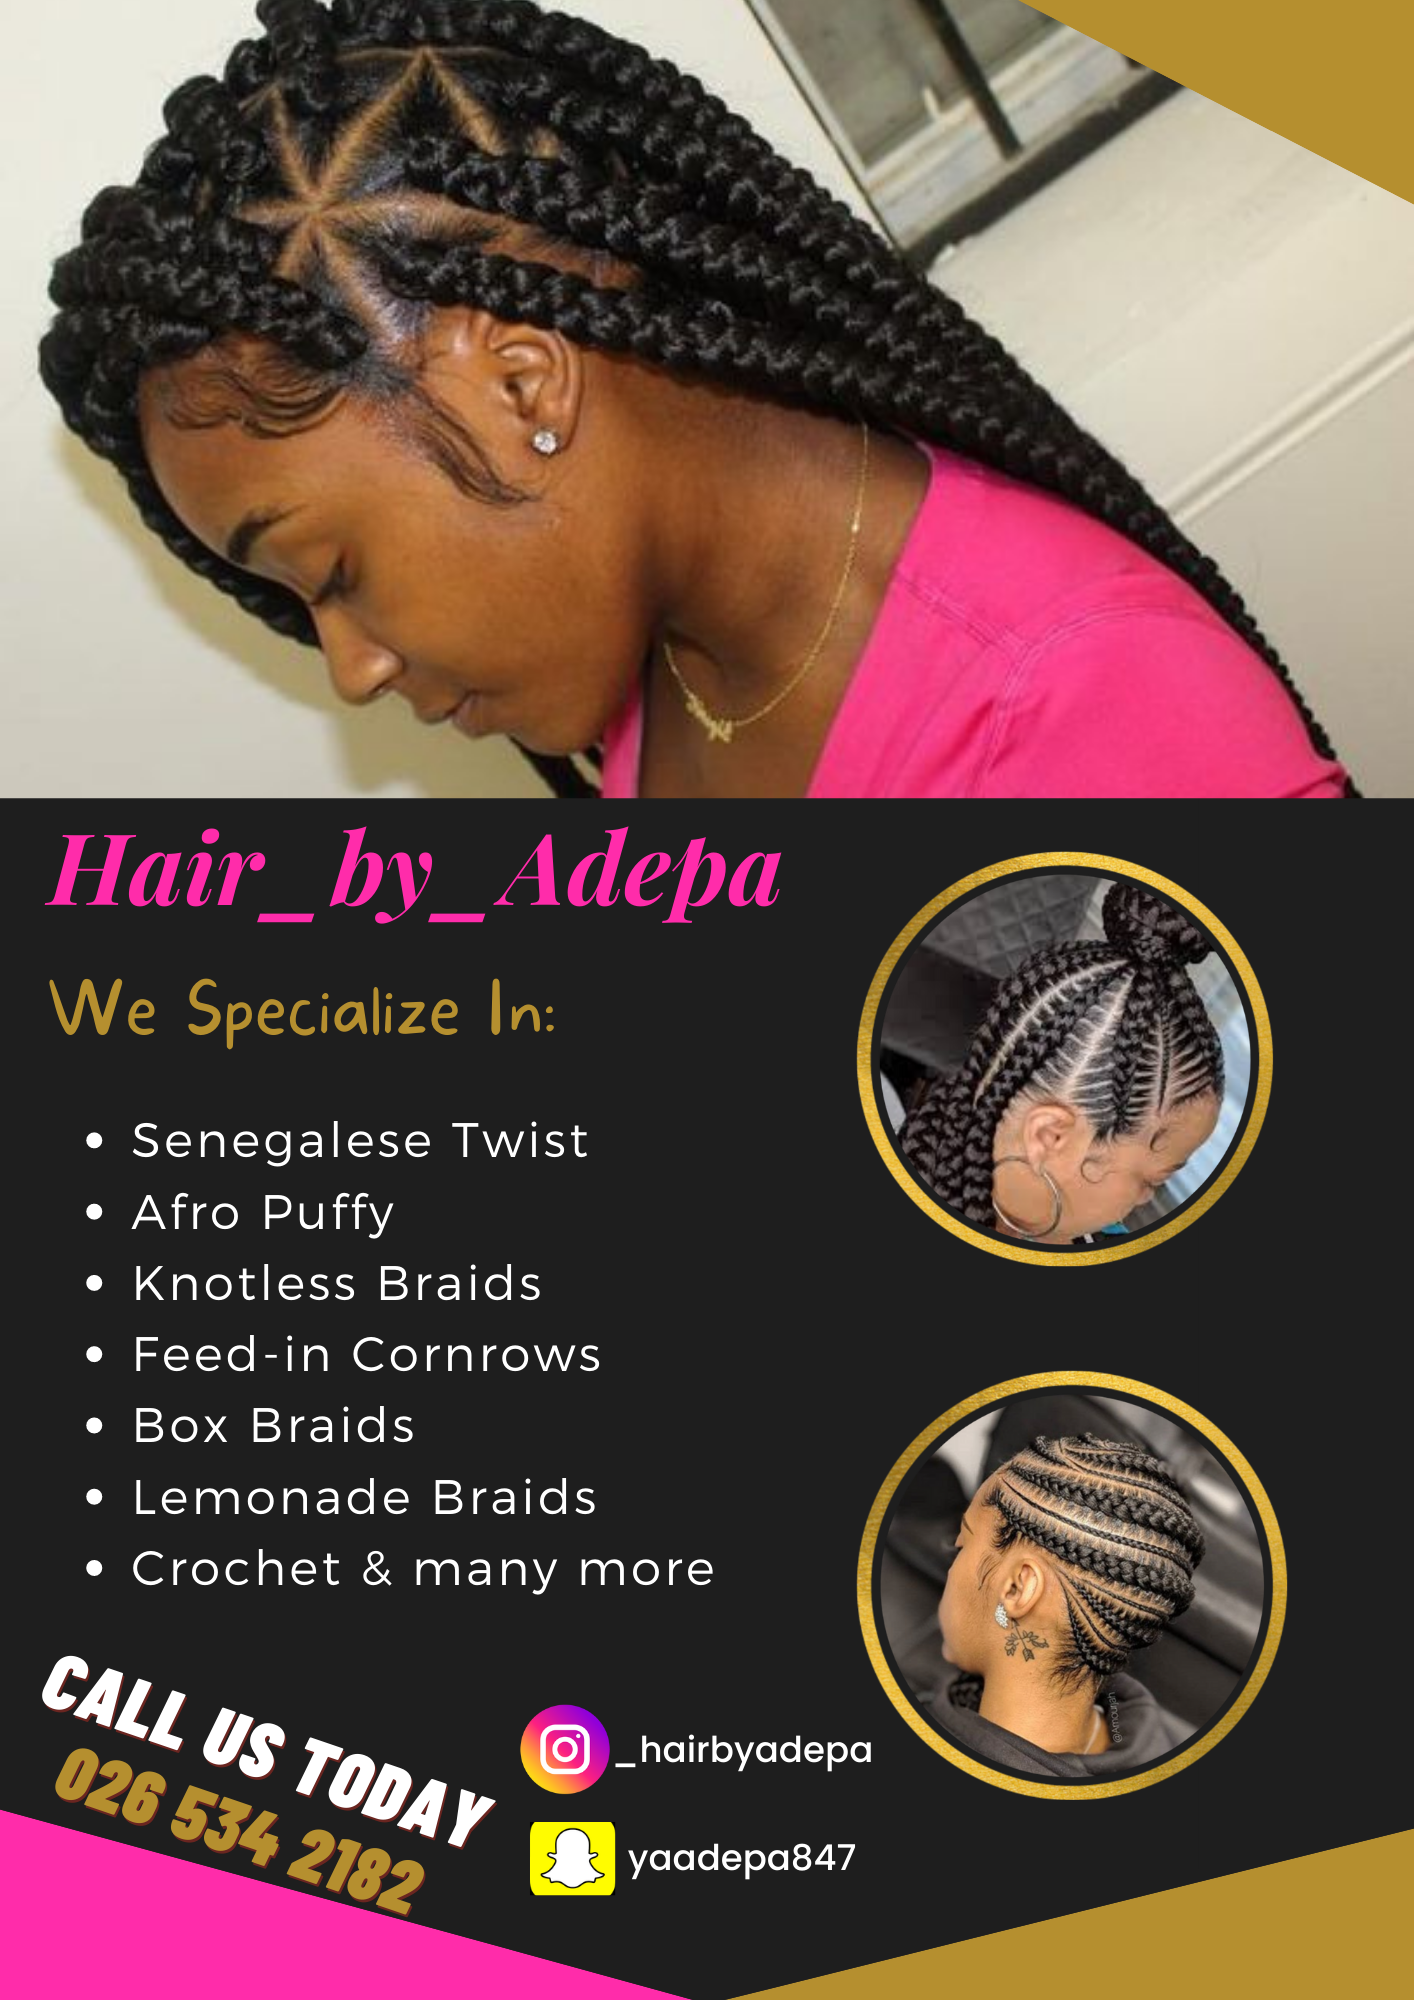 Hair_by_Adepa
We Specialize In:
Senegalese Twist
Afro Puffy
Knotless Braids
Feed-in Cornrows
Box Braids
Lemonade Braids
Crochet & many more
CALL US TODAY
026 534 2182
_hairbyadepa
yaadepa847